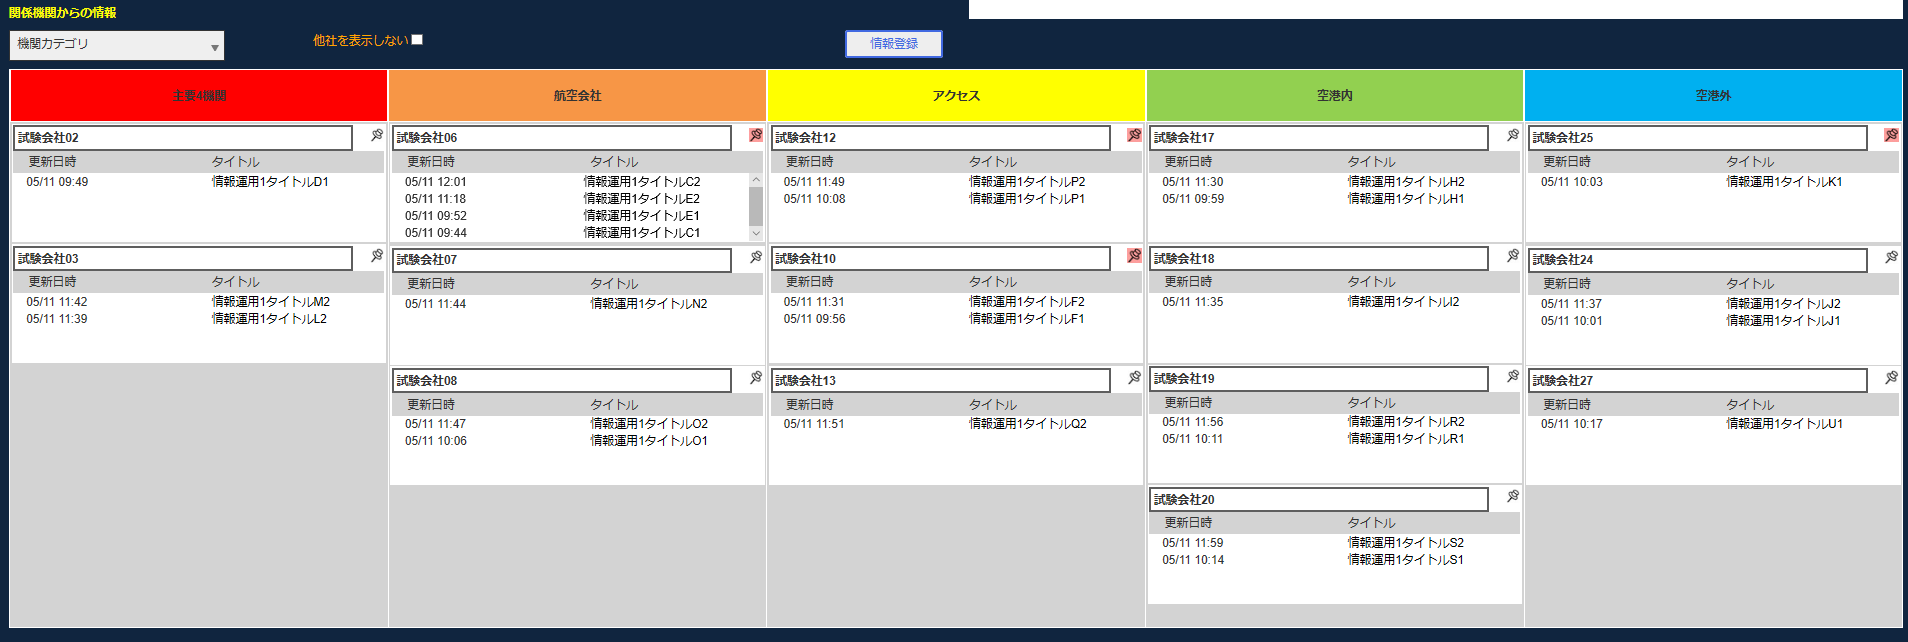 関係機関からの情報
機関カテゴリ
他社を表示しない
情報登録
主要4機関
航空会社
アクセス
空港内
空港外
試験会社02
更新日時 タイトル
05/11 09:49 情報運用1タイトルD1
試験会社03
更新日時 タイトル
05/11 11:42 情報運用1タイトルM2
05/11 11:39 情報運用1タイトルL2
試験会社06
更新日時 タイトル
05/11 12:01 情報運用1タイトルC2
05/11 11:18 情報運用1タイトルE2
05/11 09:52 情報運用1タイトルE1
05/11 09:44 情報運用1タイトルC1
試験会社07
更新日時 タイトル
05/11 11:44 情報運用1タイトルN2
試験会社08
更新日時 タイトル
05/11 11:47 情報運用1タイトルO2
05/11 10:06 情報運用1タイトルO1
試験会社12
更新日時 タイトル
05/11 11:49 情報運用1タイトルP2
05/11 10:08 情報運用1タイトルP1
試験会社10
更新日時 タイトル
05/11 11:31 情報運用1タイトルF2
05/11 09:56 情報運用1タイトルF1
試験会社13
更新日時 タイトル
05/11 11:51 情報運用1タイトルQ2
試験会社17
更新日時 タイトル
05/11 11:30 情報運用1タイトルH2
05/11 09:59 情報運用1タイトルH1
試験会社18
更新日時 タイトル
05/11 11:35 情報運用1タイトルI2
試験会社19
更新日時 タイトル
05/11 11:56 情報運用1タイトルR2
05/11 10:11 情報運用1タイトルR1
試験会社20
更新日時 タイトル
05/11 11:59 情報運用1タイトルS2
05/11 10:14 情報運用1タイトルS1
試験会社25
更新日時 タイトル
05/11 10:03 情報運用1タイトルK1
試験会社24
更新日時 タイトル
05/11 11:37 情報運用1タイトルJ2
05/11 10:01 情報運用1タイトルJ1
試験会社27
更新日時 タイトル
05/11 10:17 情報運用1タイトルU1